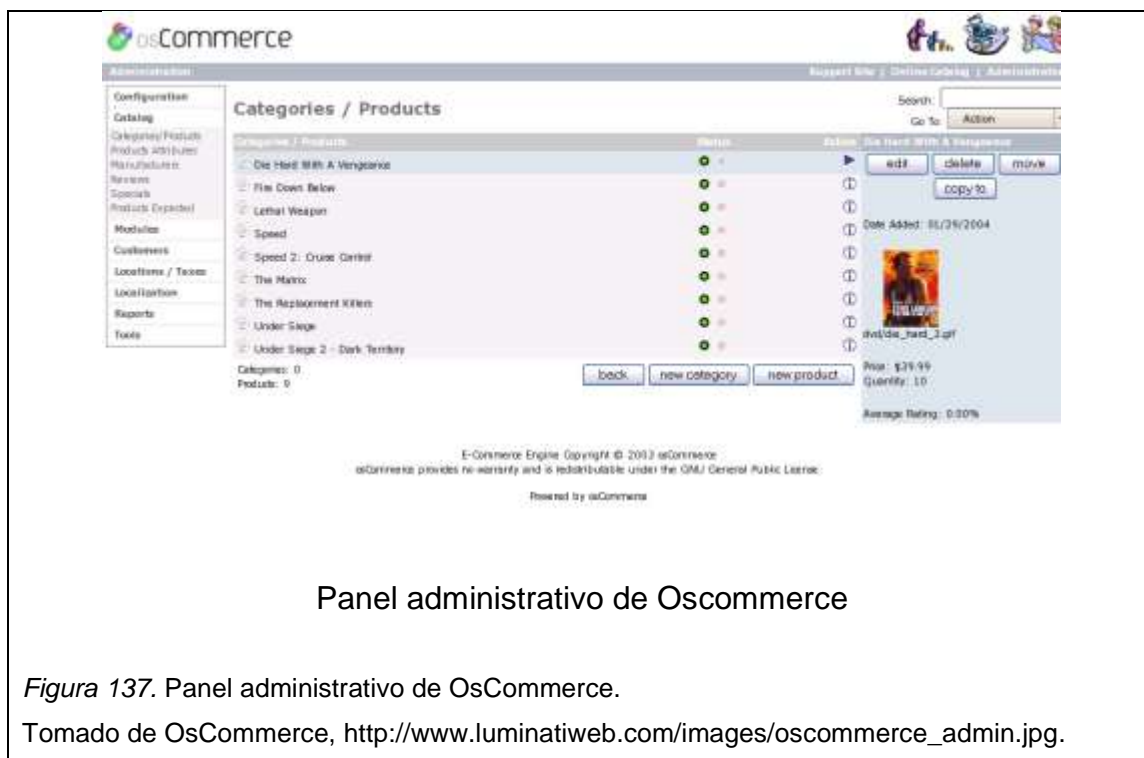 osCommerce
Administration
Support Site | Online Catalog |
Configuration
Catalog
Categories/Products
Products Attributes
Manufacturers
Reviews
Specials
Products Expected
Modules
Customers
Locations / Taxes
Localization
Reports
Tools
Categories / Products
Search:
Go To: Action
Categories / Products Status Action
Die Hard With A Vengeance
Fire Down Below
Lethal Weapon
Speed
Speed 2: Cruise Control
The Matrix
The Replacement Killers
Under Siege
Under Siege 2 - Dark Territory
Categories: 0
Products: 9
back new category new product
Die Hard With A Vengeance
edit delete move
copy to
Date Added: 01/29/2004
dvd/die_hard_3.gif
Price: $39.99
Quantity: 10
Average Rating: 0.00%
E-Commerce Engine Copyright © 2003 osCommerce
osCommerce provides no warranty and is redistributable under the GNU General Public License
Powered by osCommerce
Panel administrativo de Oscommerce
Figura 137. Panel administrativo de OsCommerce.
Tomado de OsCommerce, http://www.luminatiweb.com/images/oscommerce_admin.jpg.